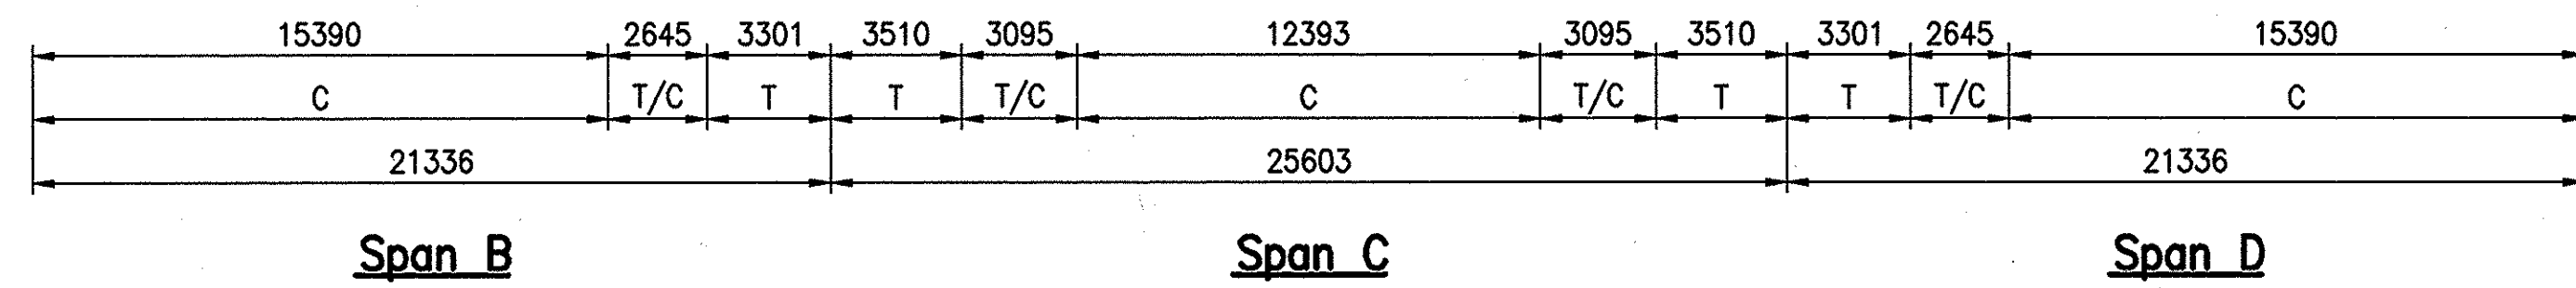 15390 2645 3301 3510 3095 12393 3095 3510 3301 2645 15390
C T/C T T T/C C T/C T T T/C C
21336 25603 21336
Span B Span C Span D